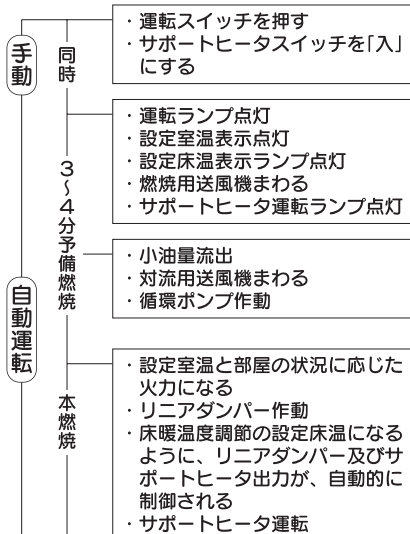 手動
同時
・運転スイッチを押す
・サポートヒータスイッチを｢入｣
にする
・運転ランプ点灯
・設定室温表示点灯
・設定床温表示ランプ点灯
・燃焼用送風機まわる
・サポートヒータ運転ランプ点灯
3～4分予備燃焼
・小油量流出
・対流用送風機まわる
・循環ポンプ作動
自動運転
本燃焼
・設定室温と部屋の状況に応じた
火力になる
・リニアダンパー作動
・床暖温度調節の設定床温になる
ように、リニアダンパー及びサ
ポートヒータ出力が、自動的に
制御される
・サポートヒータ運転